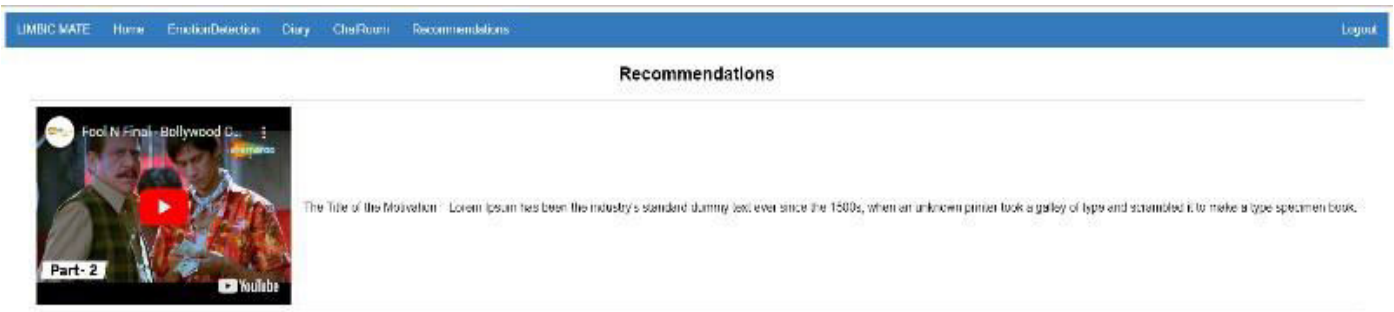 LIMBIC MATE Home EmotionDetection Diary ChatRoom Recommendations Logout
Recommendations
Fool N Final - Bollywood C...
shemaroo
Part- 2
YouTube
The Title of the Motivation : Lorem Ipsum has been the industry's standard dummy text ever since the 1500s, when an unknown printer took a galley of type and scrambled it to make a type specimen book.